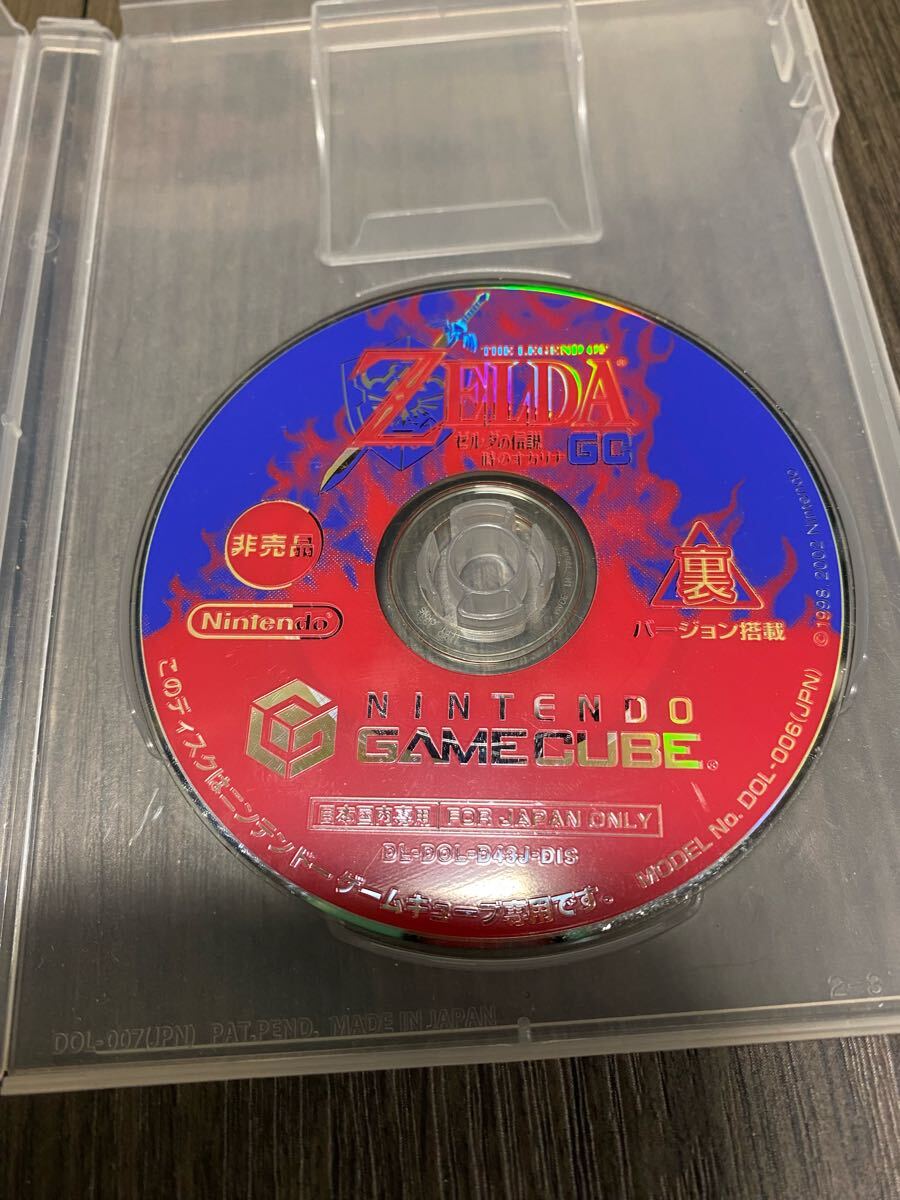 THE LEGEND OF
ZELDA®
ゼルダの伝説
時のオカリナ GC
非売品
Nintendo®
裏
バージョン搭載
NINTENDO
GAMECUBE®
日本国内専用 FOR JAPAN ONLY
DL-DOL-D43J-DIS
このディスクはニンテンドーゲームキューブ専用です。
MODEL No. DOL-006(JPN) ©1998 2002 Nintendo
DOL-007(JPN) PAT.PEND. MADE IN JAPAN
2-3